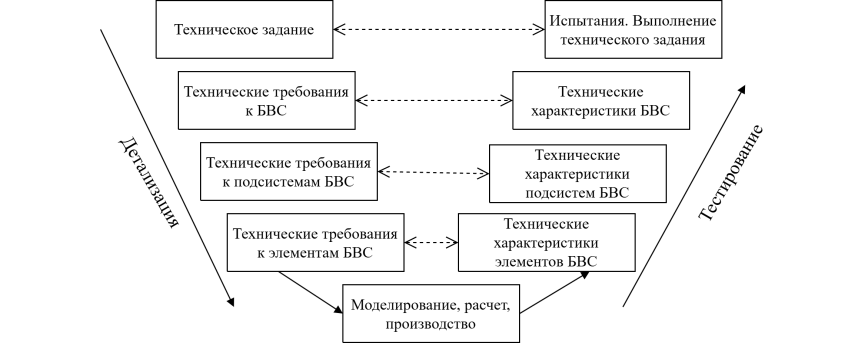 Техническое задание
Испытания. Выполнение
технического задания
Технические требования
к БВС
Технические
характеристики БВС
Детализация
Тестирование
Технические требования
к подсистемам БВС
Технические
характеристики
подсистем БВС
Технические требования
к элементам БВС
Технические
характеристики
элементов БВС
Моделирование, расчет,
производство